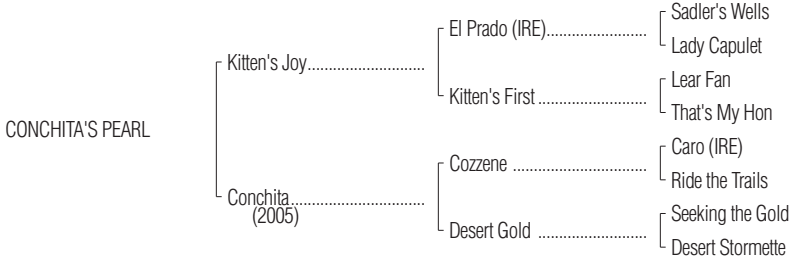 Sadler's Wells
El Prado (IRE)........................
Lady Capulet
Kitten's Joy............................
Lear Fan
Kitten's First ..........................
That's My Hon
CONCHITA'S PEARL
Caro (IRE)
Cozzene ................................
Ride the Trails
Conchita................................
(2005)
Seeking the Gold
Desert Gold ..........................
Desert Stormette